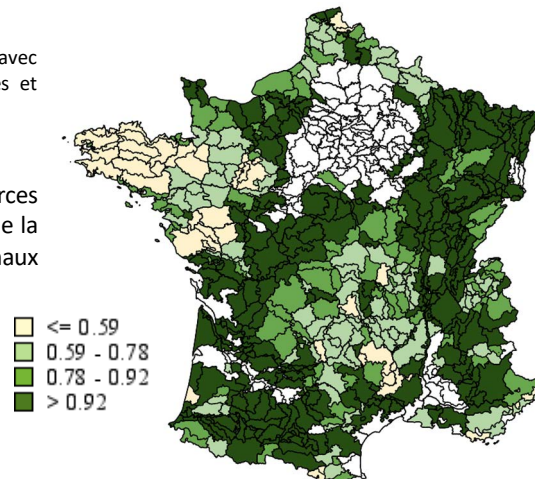 avec
es et
rces
e la
naux
<= 0.59
0.59 - 0.78
0.78 - 0.92
> 0.92